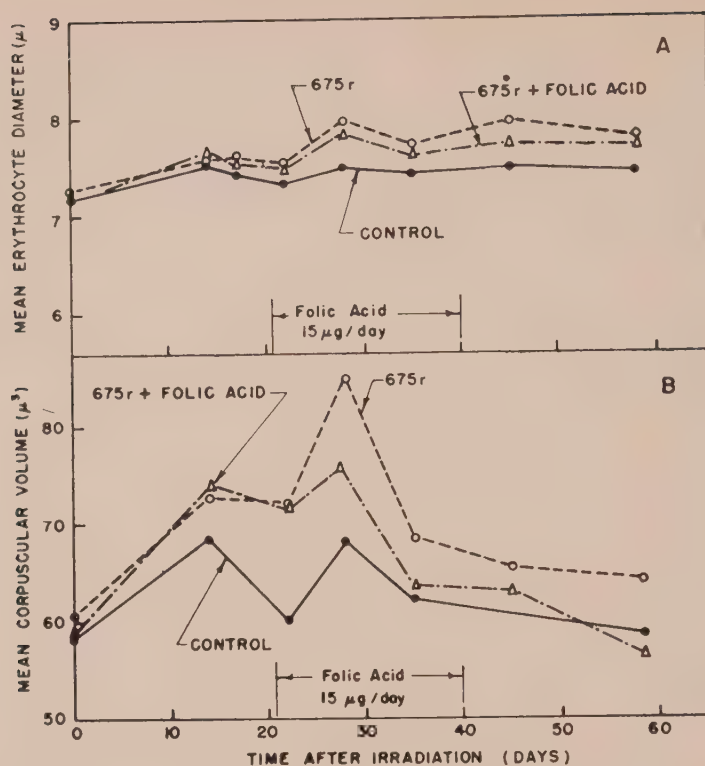 A
MEAN ERYTHROCYTE DIAMETER (μ)
9
8
7
6
675r
675r + FOLIC ACID
CONTROL
Folic Acid
15 μg/day
B
MEAN CORPUSCULAR VOLUME (μ³)
80
70
60
50
675r + FOLIC ACID
675r
CONTROL
Folic Acid
15 μg/day
0 10 20 30 40 50 60
TIME AFTER IRRADIATION (DAYS)